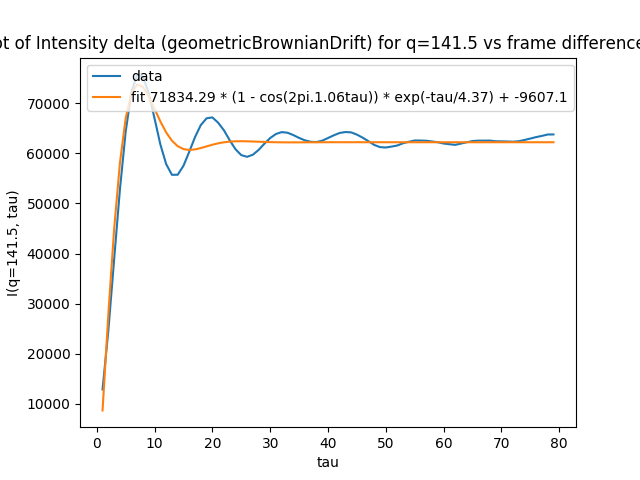 ot of Intensity delta (geometricBrownianDrift) for q=141.5 vs frame difference
data
fit 71834.29 * (1 - cos(2pi.1.06tau)) * exp(-tau/4.37) + -9607.1
70000
60000
50000
40000
30000
20000
10000
I(q=141.5, tau)
0 10 20 30 40 50 60 70 80
tau